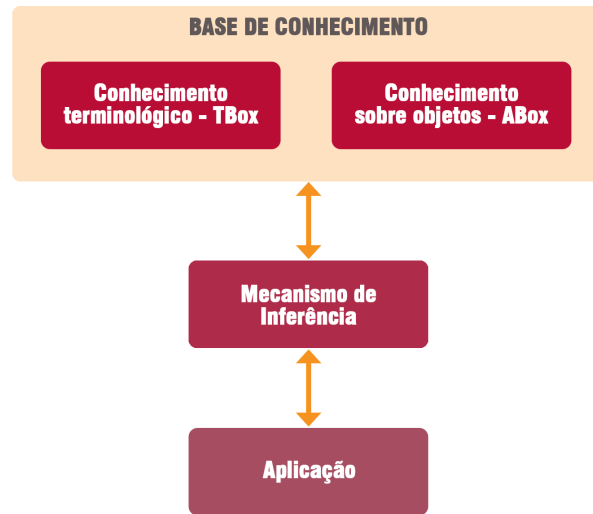 BASE DE CONHECIMENTO
Conhecimento
terminológico - TBox
Conhecimento
sobre objetos - ABox
Mecanismo de
Inferência
Aplicação